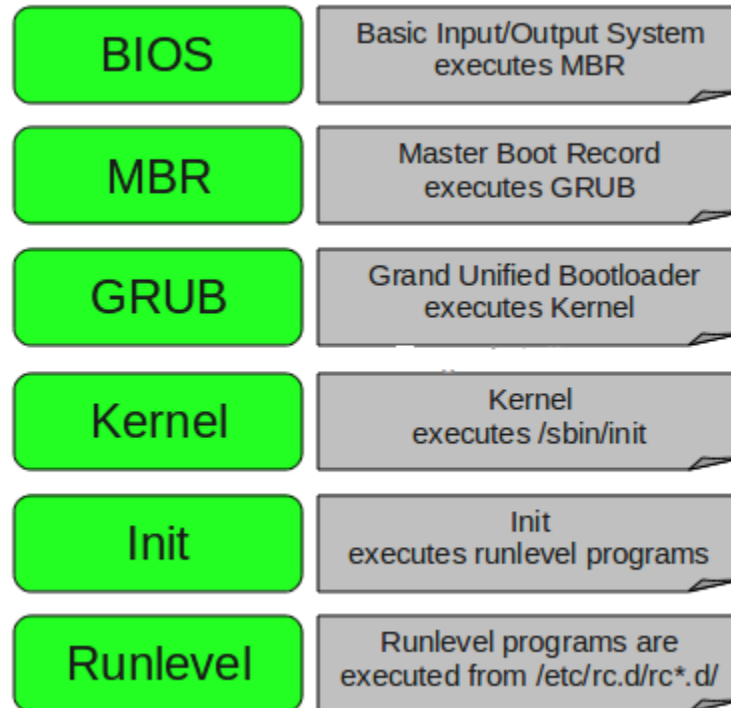 BIOS
Basic Input/Output System
executes MBR
MBR
Master Boot Record
executes GRUB
GRUB
Grand Unified Bootloader
executes Kernel
Kernel
Kernel
executes /sbin/init
Init
Init
executes runlevel programs
Runlevel
Runlevel programs are
executed from /etc/rc.d/rc*.d/